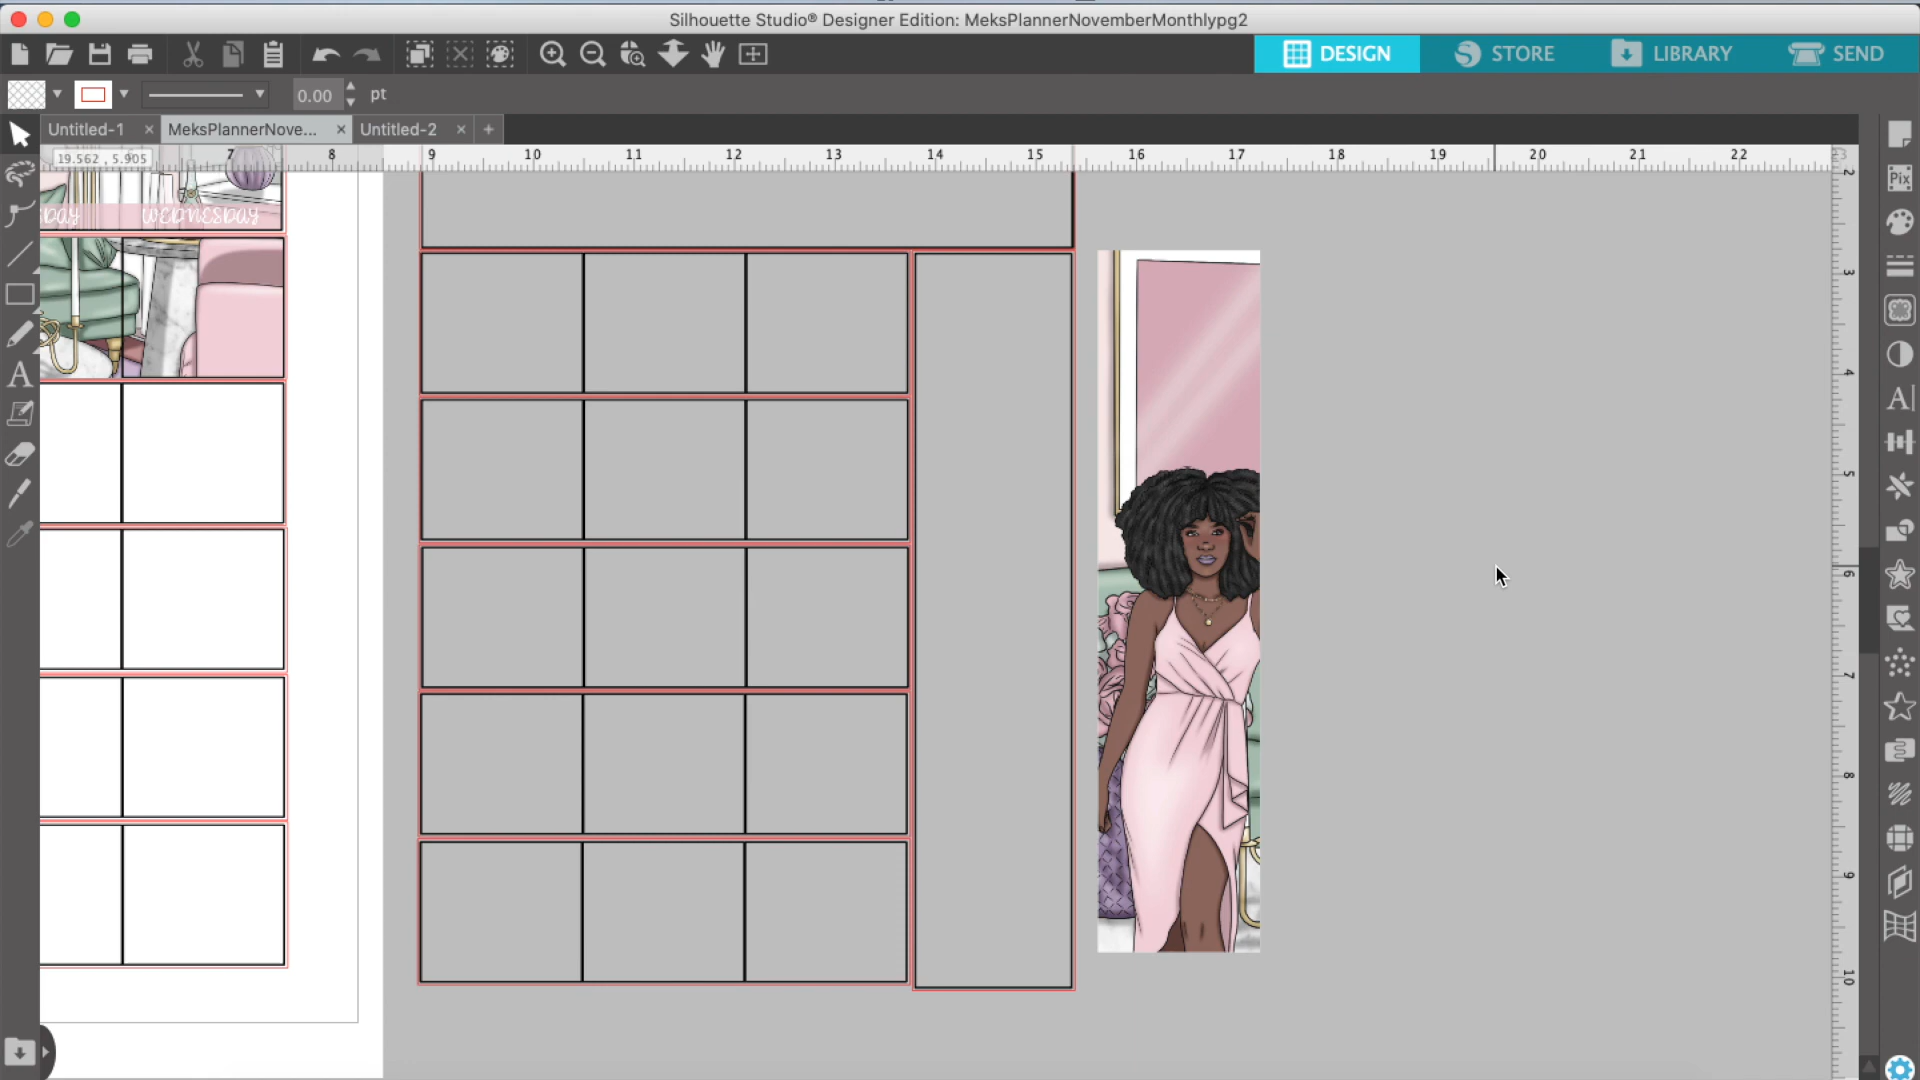 Silhouette Studio® Designer Edition: MeksPlannerNovemberMonthlypg2
DESIGN
STORE
LIBRARY
SEND
0.00 pt
Untitled-1
MeksPlannerNove...
Untitled-2
19.562 , 5.905
7 8 9 10 11 12 13 14 15 16 17 18 19 20 21 22
WEDNESDAY
Pix
2
3
4
5
6
7
8
9
10